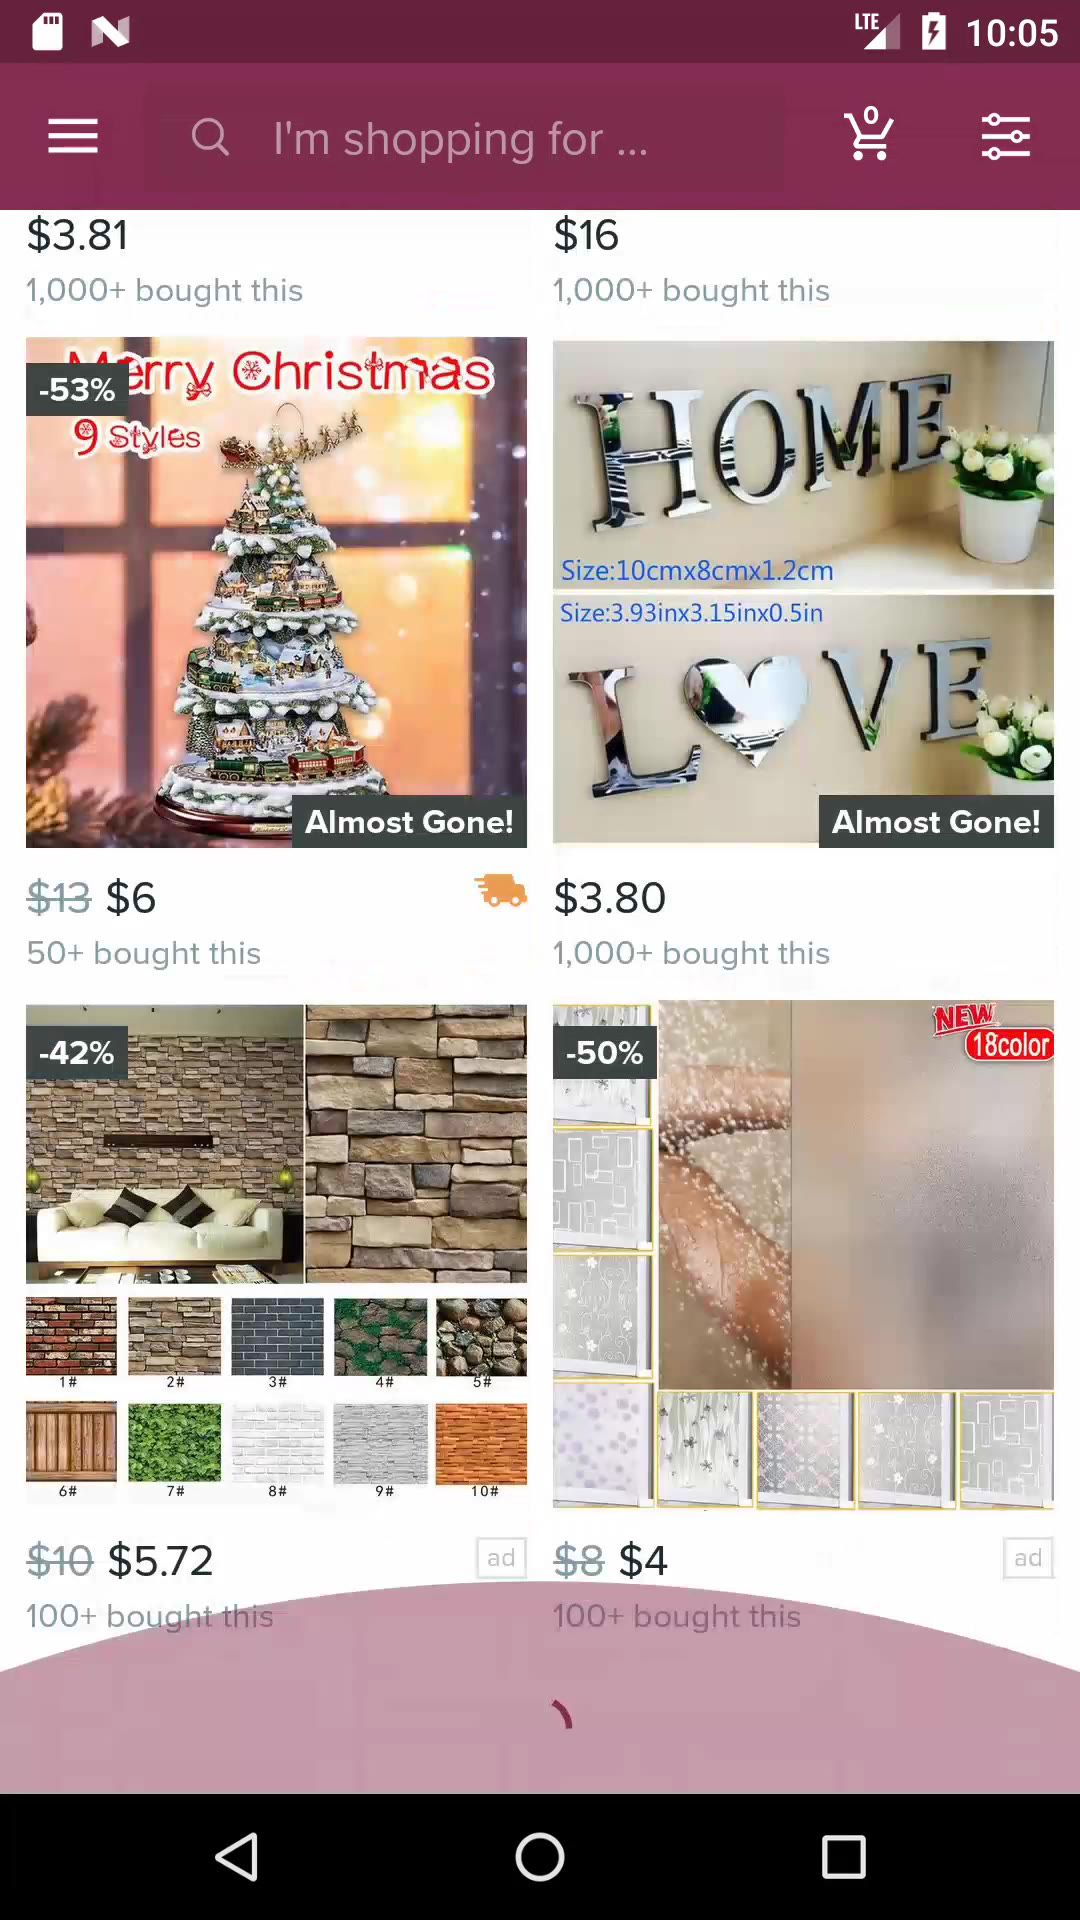 LTE 10:05
I'm shopping for ...
0
$3.81
$16
1,000+ bought this
1,000+ bought this
Merry Christmas
-53%
9 Styles
Almost Gone!
Size:10cmx8cmx1.2cm
Size:3.93inx3.15inx0.5in
HOME
LOVE
Almost Gone!
$13 $6
$3.80
50+ bought this
1,000+ bought this
-42%
1#
2#
3#
4#
5#
6#
7#
8#
9#
10#
-50%
NEW
18color
$10 $5.72
ad
$8 $4
ad
100+ bought this
100+ bought this